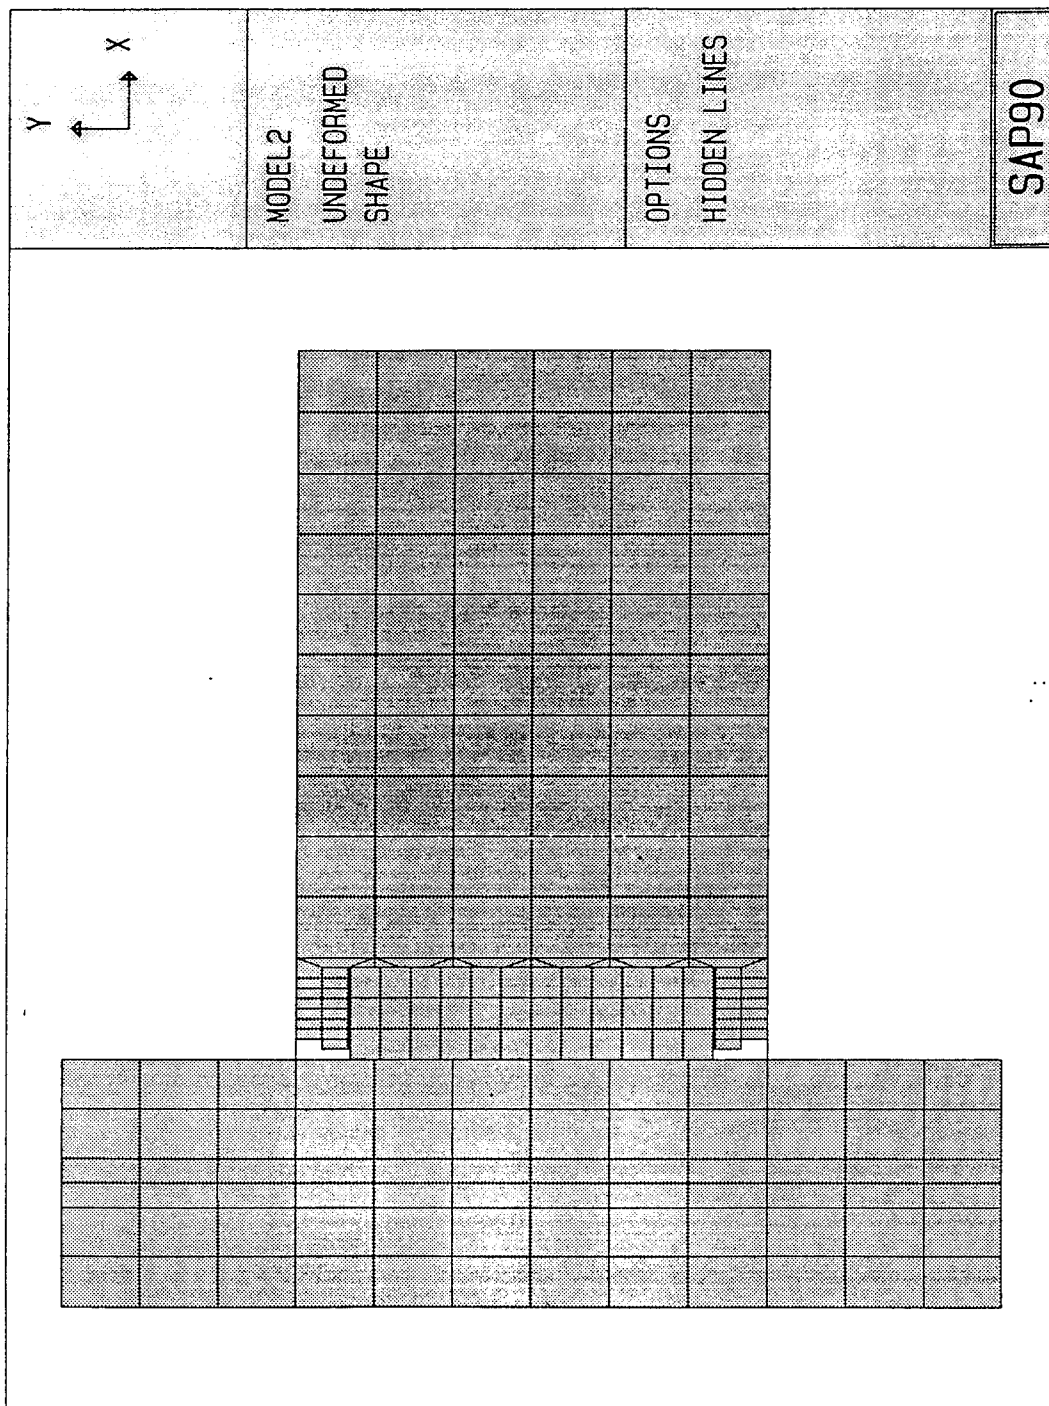 Y
X
MODEL2
UNDEFORMED
SHAPE
OPTIONS
HIDDEN LINES
SAP90